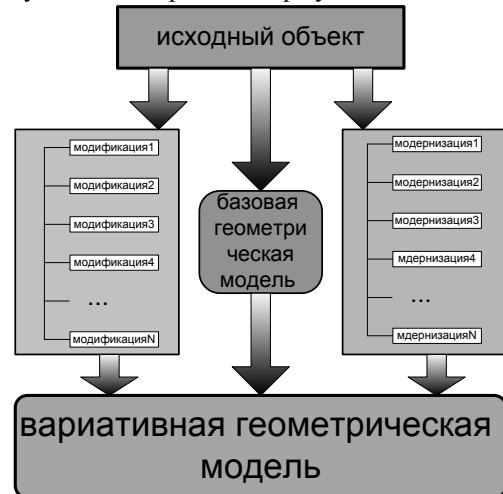 исходный объект
модификация1
модификация2
модификация3
модификация4
...
модификацияN
базовая
геометри
ческая
модель
модернизация1
модернизация2
модернизация3
мдернизация4
...
мдернизацияN
вариативная геометрическая
модель